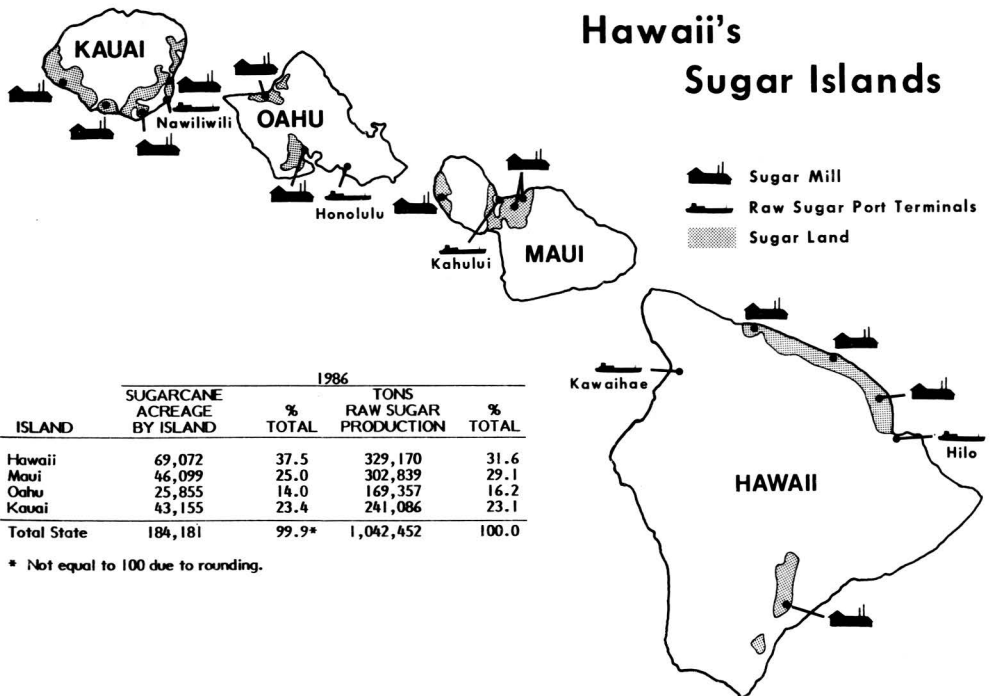 Hawaii's
Sugar Islands
KAUAI
Nawiliwili
OAHU
Honolulu
Kahului
MAUI
Sugar Mill
Raw Sugar Port Terminals
Sugar Land
Kawaihae
Hilo
HAWAII
1986
ISLAND SUGARCANE ACREAGE BY ISLAND % TOTAL TONS RAW SUGAR PRODUCTION % TOTAL
Hawaii 69,072 37.5 329,170 31.6
Maui 46,099 25.0 302,839 29.1
Oahu 25,855 14.0 169,357 16.2
Kauai 43,155 23.4 241,086 23.1
Total State 184,181 99.9* 1,042,452 100.0
* Not equal to 100 due to rounding.